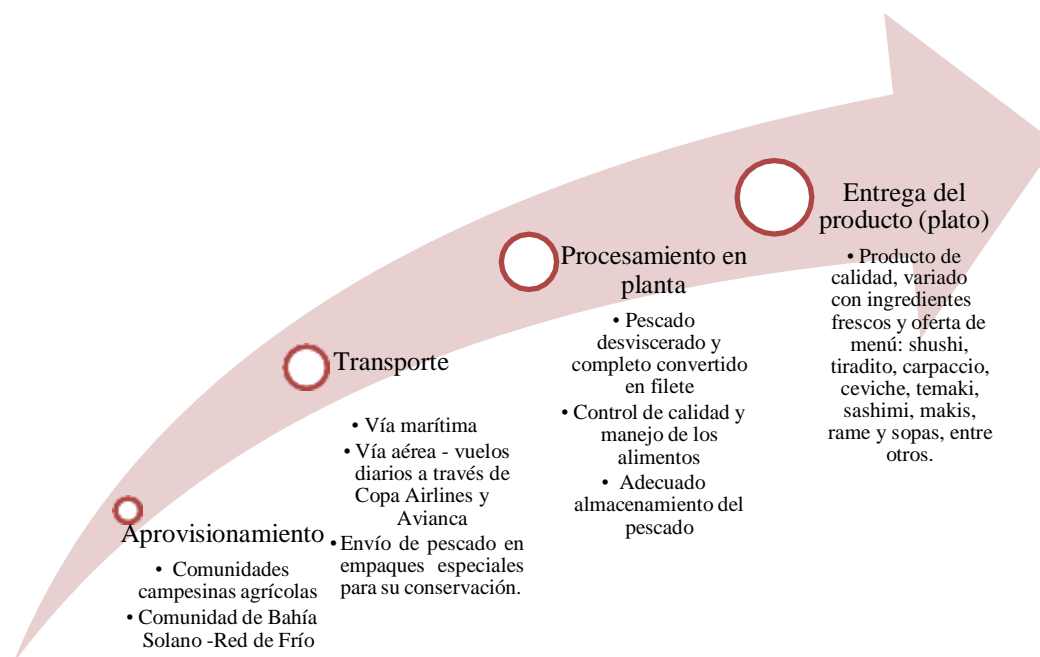 Aprovisionamiento
• Comunidades
campesinas agrícolas
• Comunidad de Bahía
Solano -Red de Frío
Transporte
• Vía marítima
• Vía aérea - vuelos
diarios a través de
Copa Airlines y
Avianca
• Envío de pescado en
empaques especiales
para su conservación.
Procesamiento en
planta
• Pescado
desviscerado y
completo convertido
en filete
• Control de calidad y
manejo de los
alimentos
• Adecuado
almacenamiento del
pescado
Entrega del
producto (plato)
• Producto de
calidad, variado
con ingredientes
frescos y oferta de
menú: shushi,
tiradito, carpaccio,
ceviche, temaki,
sashimi, makis,
rame y sopas, entre
otros.